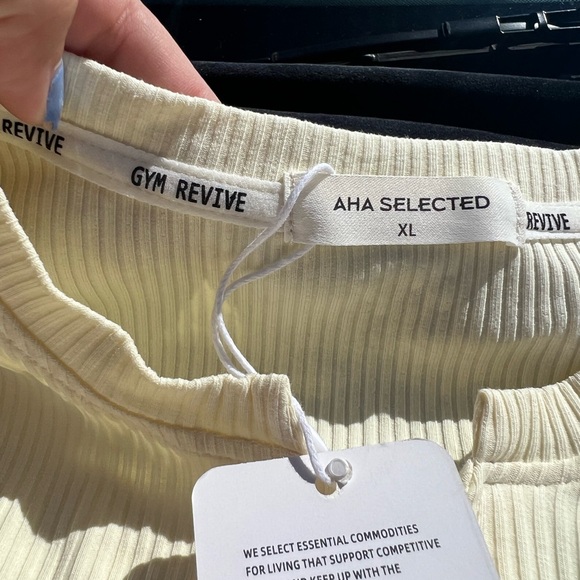 REVIVE
GYM REVIVE
AHA SELECTED
XL
REVIVE
WE SELECT ESSENTIAL COMMODITIES
FOR LIVING THAT SUPPORT COMPETITIVE
KEEP UP WITH THE